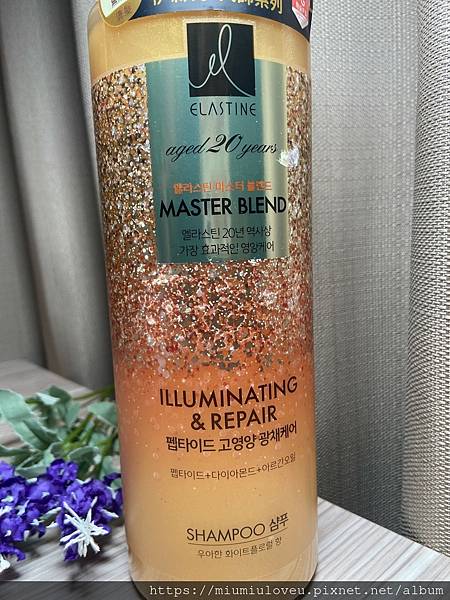 el
ELASTINE
aged 20 years
엘라스틴 마스터 블렌드
MASTER BLEND
엘라스틴 20년 역사상
가장 효과적인 영양케어
ILLUMINATING
& REPAIR
펩타이드 고영양 광채케어
펩타이드+다이아몬드+아르간오일
SHAMPOO 샴푸
우아한 화이트플로럴 향
https://miumiuloveu.pixnet.net/album